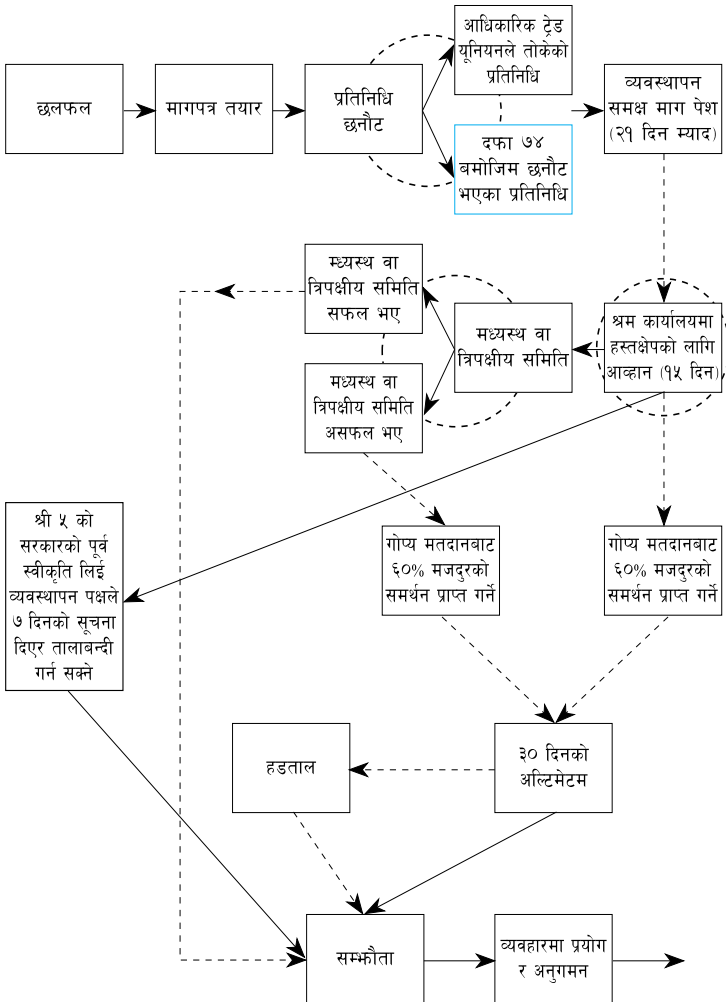 छलफल
मागपत्र तयार
प्रतिनिधि
छनौट
आधिकारिक ट्रेड
यूनियनले तोकेको
प्रतिनिधि
दफा ७४
बमोजिम छनौट
भएका प्रतिनिधि
व्यवस्थापन
समक्ष माग पेश
(२१ दिन म्याद)
मध्यस्थ वा
त्रिपक्षीय समिति
सफल भए
मध्यस्थ वा
त्रिपक्षीय समिति
श्रम कार्यालयमा
हस्तक्षेपको लागि
आव्हान (१५ दिन)
मध्यस्थ वा
त्रिपक्षीय समिति
असफल भए
श्री ५ को
सरकारको पूर्व
स्वीकृति लिई
व्यवस्थापन पक्षले
७ दिनको सूचना
दिएर तालाबन्दी
गर्न सक्ने
गोप्य मतदानबाट
६०% मजदुरको
समर्थन प्राप्त गर्ने
गोप्य मतदानबाट
६०% मजदुरको
समर्थन प्राप्त गर्ने
हडताल
३० दिनको
अल्टिमेटम
सम्झौता
व्यवहारमा प्रयोग
र अनुगमन